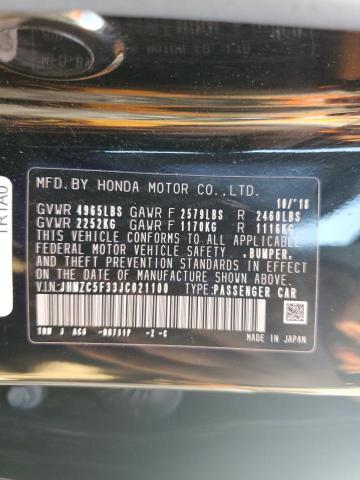 MFD.BY HONDA MOTOR CO.,LTD. 10/'18
GVWR 4965LBS GAWR F 2579LBS R 2460LBS
GVWR 2252KG GAWR F 1170KG R 1116KG
THIS VEHICLE CONFORMS TO ALL APPLICABLE
FEDERAL MOTOR VEHICLE SAFETY, BUMPER, AND
THEFT PREVENTION STANDARDS IN EFFECT ON THE
DATE OF MANUFACTURE SHOWN ABOVE.
VIN: JHMZC5F33JC021100 TYPE: PASSENGER CAR
MADE IN JAPAN